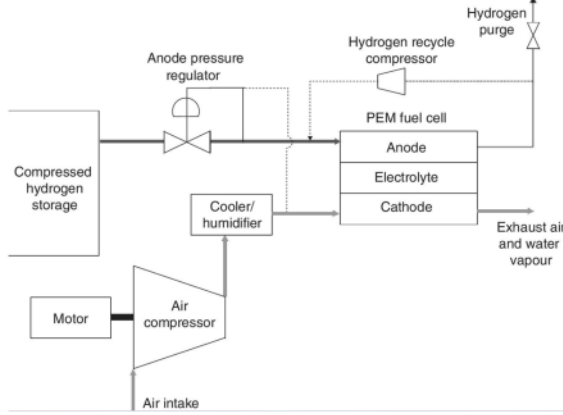 Hydrogen
purge
Hydrogen recycle
compressor
Anode pressure
regulator
PEM fuel cell
Anode
Compressed
hydrogen
storage
Electrolyte
Cooler/
humidifier
Cathode
Exhaust air
and water
vapour
Motor
Air
compressor
Air intake